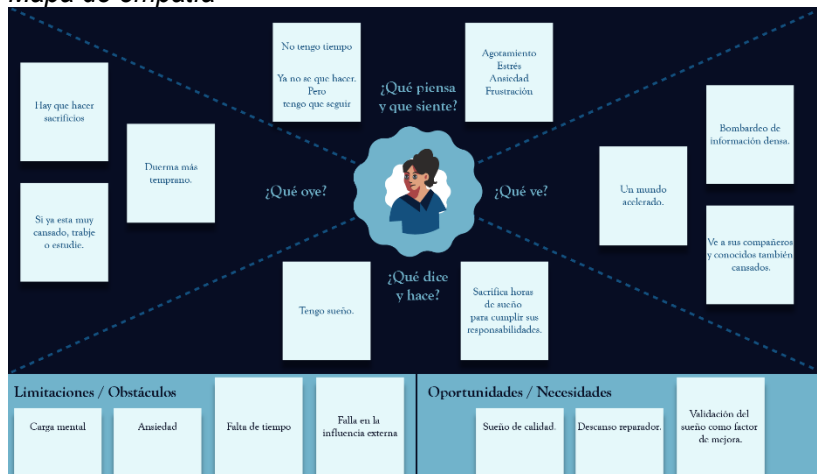 Mapa de empatía
No tengo tiempo
Ya no se que hacer.
Pero
tengo que seguir
¿Qué piensa
y que siente?
Agotamiento
Estrés
Ansiedad
Frustración
Hay que hacer
sacrificios
Duerma más
temprano.
Si ya esta muy
cansado, trabje
o estudie.
¿Qué oye?
¿Qué ve?
Un mundo
acelerado.
Bombardeo de
información densa.
Ve a sus compañeros
y conocidos también
cansados.
¿Qué dice
y hace?
Tengo sueño.
Sacrifica horas
de sueño
para cumplir sus
responsabilidades.
Limitaciones / Obstáculos
Carga mental
Ansiedad
Falta de tiempo
Falla en la
influencia externa
Oportunidades / Necesidades
Sueño de calidad.
Descanso reparador.
Validación del
sueño como factor
de mejora.